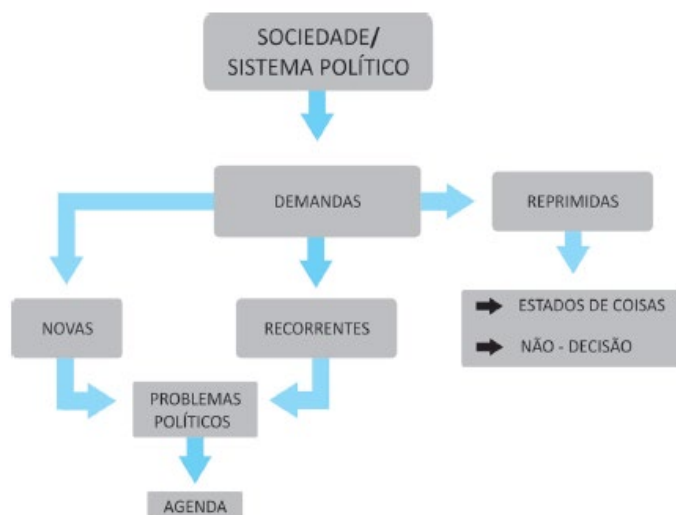 SOCIEDADE/
SISTEMA POLÍTICO
DEMANDAS
REPRIMIDAS
ESTADOS DE COISAS
NÃO - DECISÃO
NOVAS
RECORRENTES
PROBLEMAS
POLÍTICOS
AGENDA